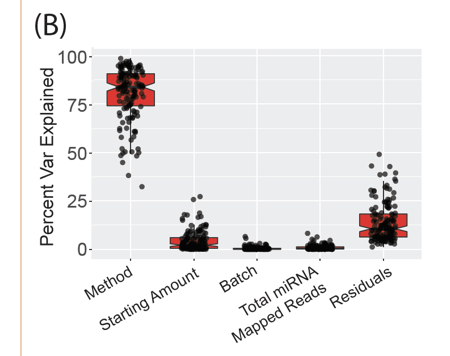 (B)
Percent Var Explained
100
75
50
25
0
Method
Starting Amount
Batch
Total miRNA
Mapped Reads
Residuals